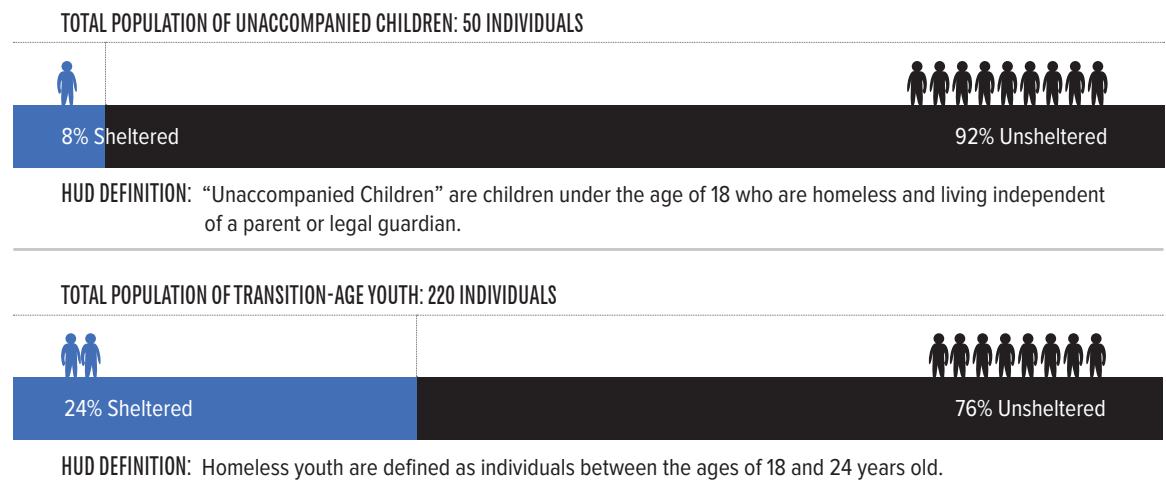 TOTAL POPULATION OF UNACCOMPANIED CHILDREN: 50 INDIVIDUALS
8% Sheltered
92% Unsheltered
HUD DEFINITION: “Unaccompanied Children” are children under the age of 18 who are homeless and living independent
of a parent or legal guardian.
TOTAL POPULATION OF TRANSITION-AGE YOUTH: 220 INDIVIDUALS
24% Sheltered
76% Unsheltered
HUD DEFINITION: Homeless youth are defined as individuals between the ages of 18 and 24 years old.